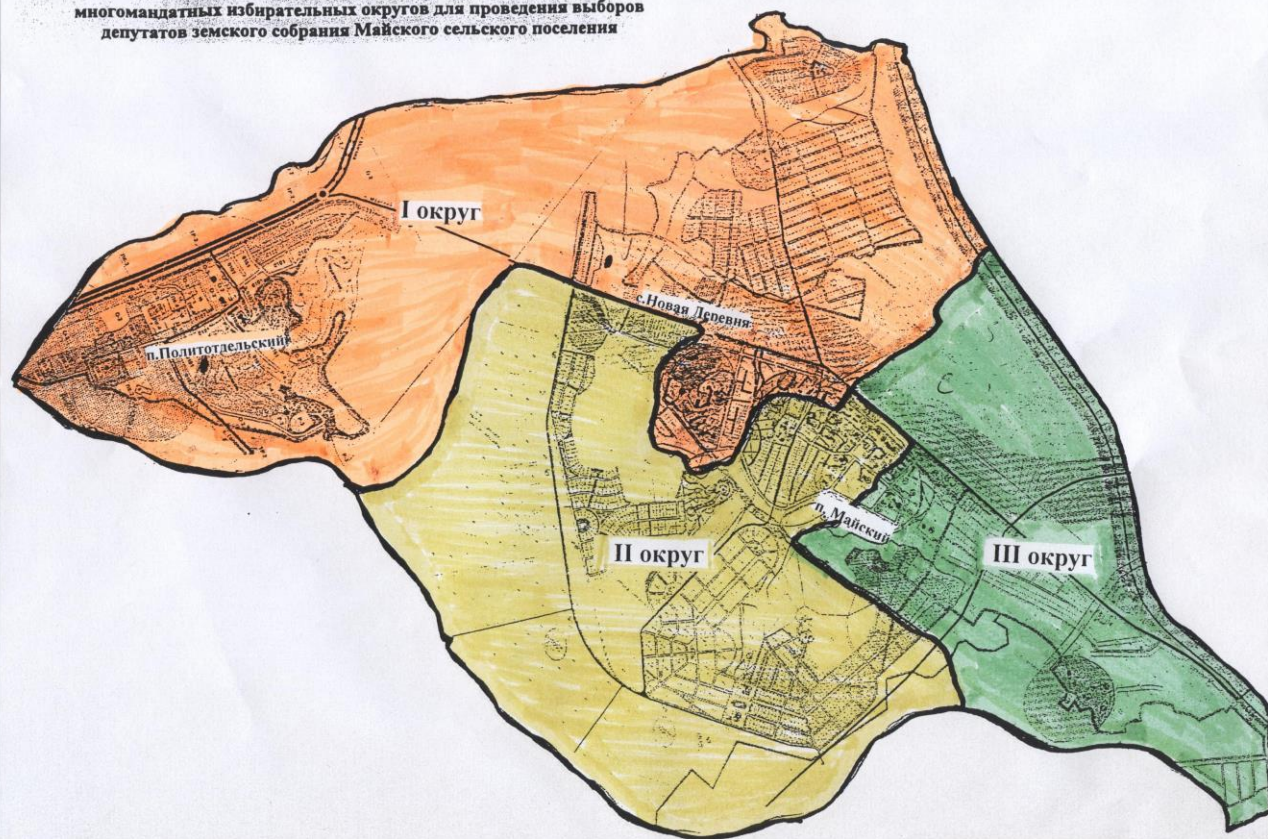 многомандатных избирательных округов для проведения выборов
депутатов земского собрания Майского сельского поселения
I округ
с.Новая Деревня
п.Политотдельский
п. Майский
II округ
III округ